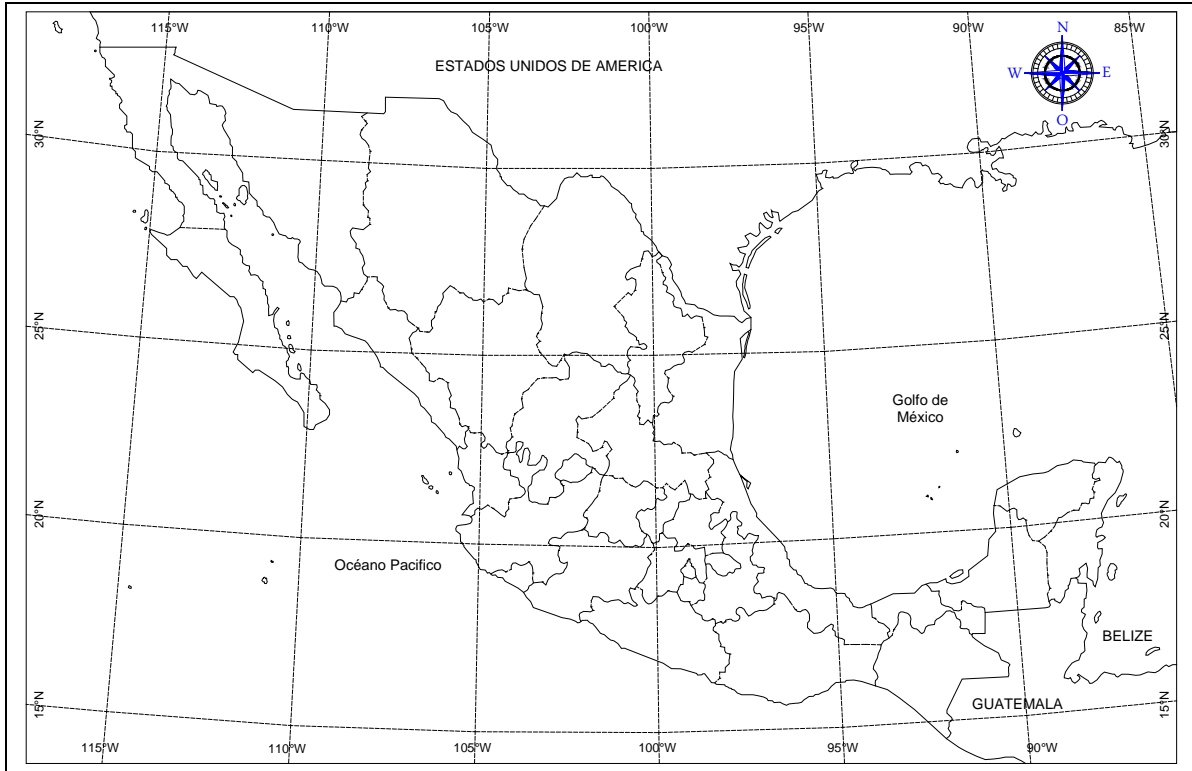 115°W
110°W
105°W
100°W
95°W
90°W
85°W
N
ESTADOS UNIDOS DE AMERICA
W
E
O
30°N
30°N
25°N
25°N
Golfo de
México
20°N
20°N
Océano Pacifico
BELIZE
GUATEMALA
15°N
15°N
115°W
110°W
105°W
100°W
95°W
90°W